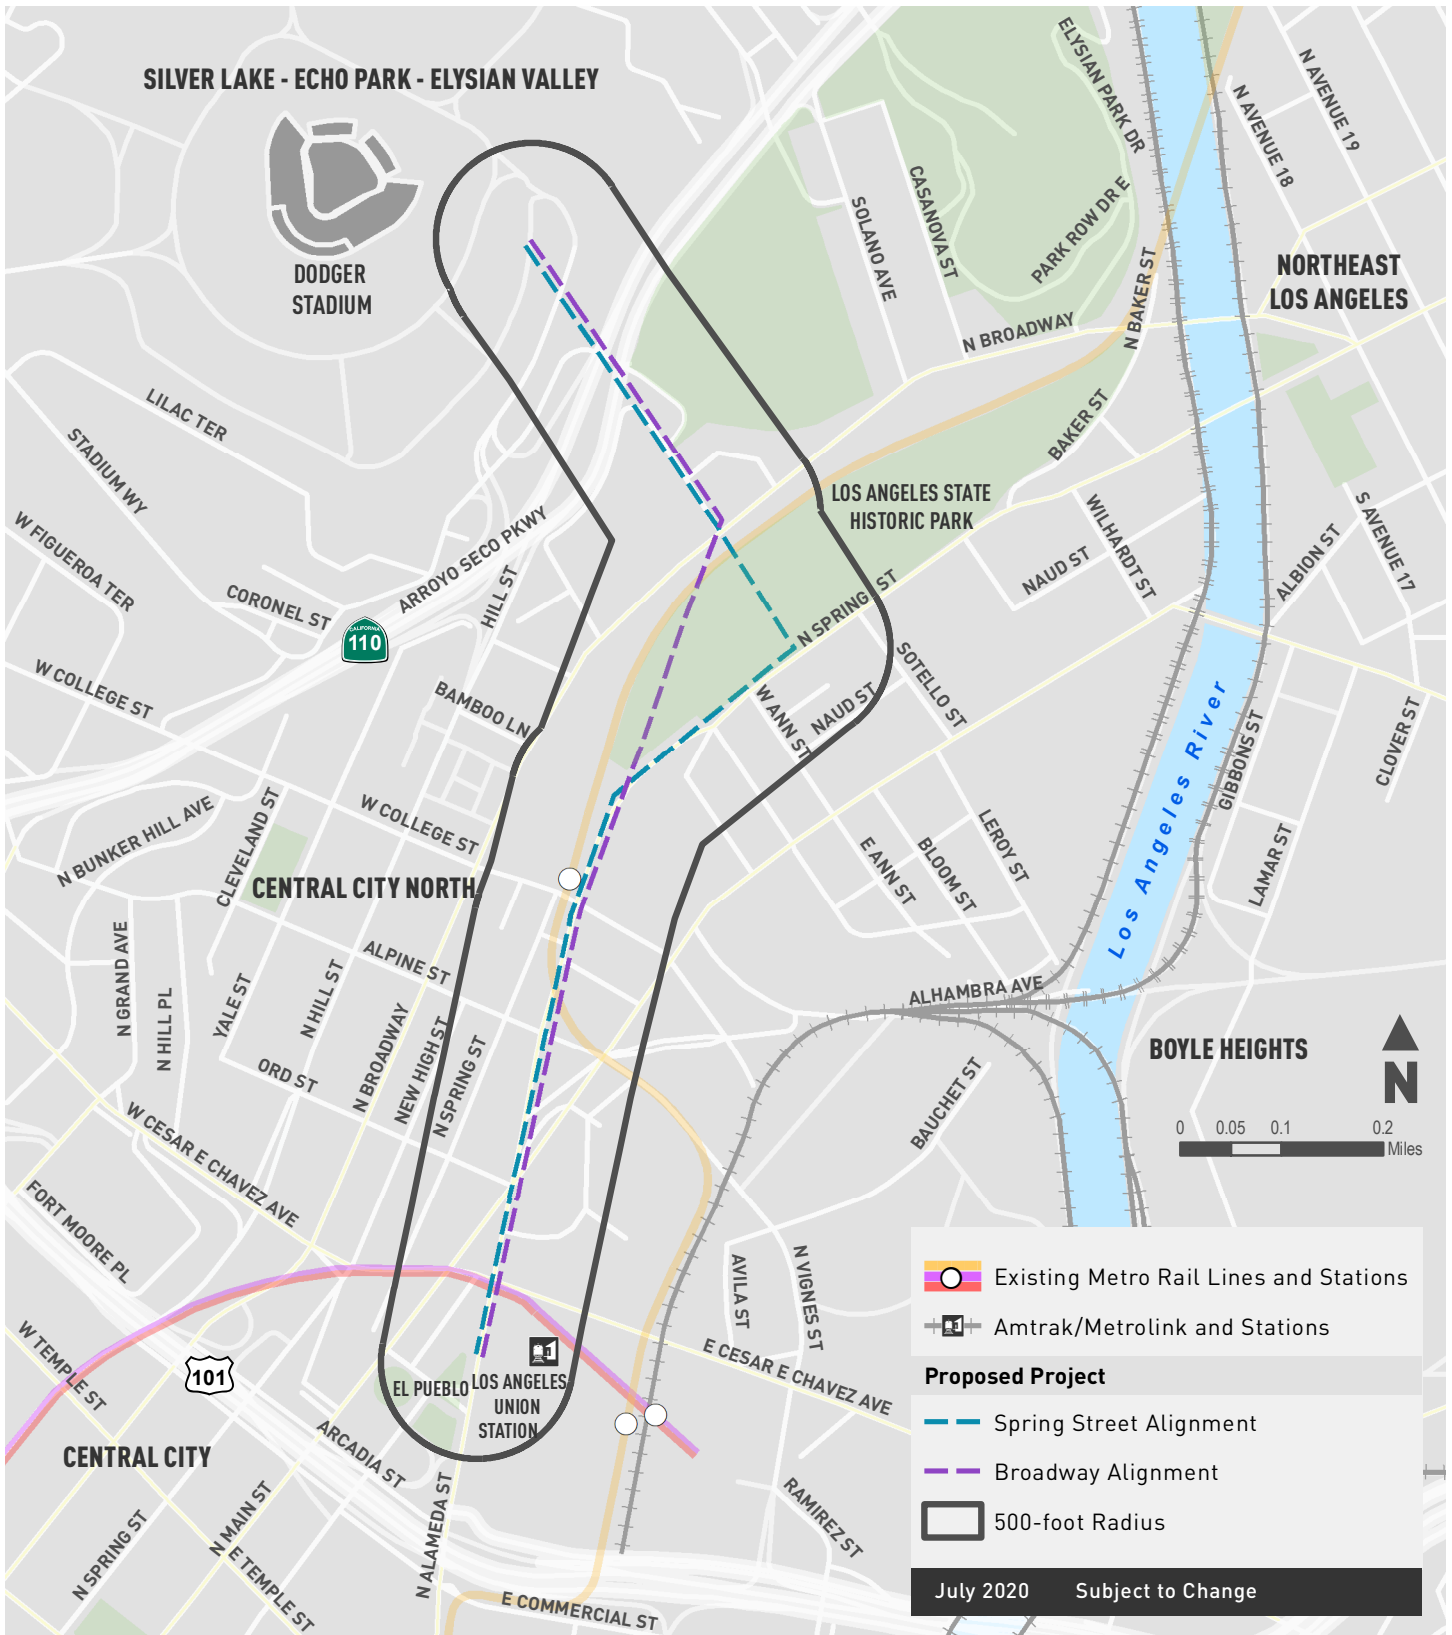 SILVER LAKE - ECHO PARK - ELYSIAN VALLEY
DODGER
STADIUM
ELYSIAN PARK DR
N AVENUE 19
N AVENUE 18
CASANOVA ST
SOLANO AVE
PARK ROW DR E
N BAKER ST
NORTHEAST
LOS ANGELES
N BROADWAY
LILAC TER
STADIUM WY
BAKER ST
LOS ANGELES STATE
HISTORIC PARK
W FIGUEROA TER
ARROYO SECO PKWY
WILHARDT ST
S AVENUE 17
ALBION ST
NAUD ST
CORONEL ST
HILL ST
N SPRING ST
CALIFORNIA
110
W COLLEGE ST
BAMBOO LN
SOTELLO ST
W ANN ST
NAUD ST
Los Angeles River
GIBBONS ST
CLOVER ST
N BUNKER HILL AVE
CLEVELAND ST
W COLLEGE ST
LEROY ST
BLOOM ST
E ANN ST
LAMAR ST
CENTRAL CITY NORTH
N GRAND AVE
N HILL PL
YALE ST
N HILL ST
ALPINE ST
ALHAMBRA AVE
N BROADWAY
NEW HIGH ST
N SPRING ST
ORD ST
BOYLE HEIGHTS
N
0 0.05 0.1 0.2
Miles
BAUCHET ST
W CESAR E CHAVEZ AVE
FORT MOORE PL
AVILA ST
N VIGNES ST
E CESAR E CHAVEZ AVE
W TEMPLE ST
101
EL PUEBLO
LOS ANGELES
UNION
STATION
CENTRAL CITY
ARCADIA ST
N ALAMEDA ST
N MAIN ST
N SPRING ST
E TEMPLE ST
RAMIREZ ST
E COMMERCIAL ST
Existing Metro Rail Lines and Stations
Amtrak/Metrolink and Stations
Proposed Project
Spring Street Alignment
Broadway Alignment
500-foot Radius
July 2020 Subject to Change